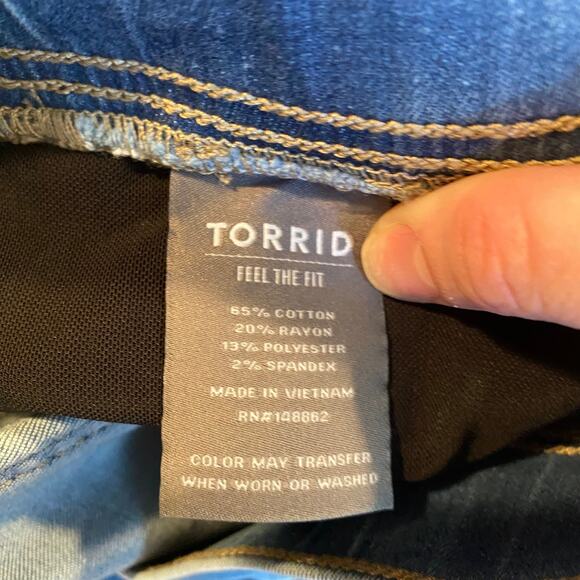 TORRID
FEEL THE FIT
65% COTTON
20% RAYON
13% POLYESTER
2% SPANDEX
MADE IN VIETNAM
RN#148862
COLOR MAY TRANSFER
WHEN WORN OR WASHED